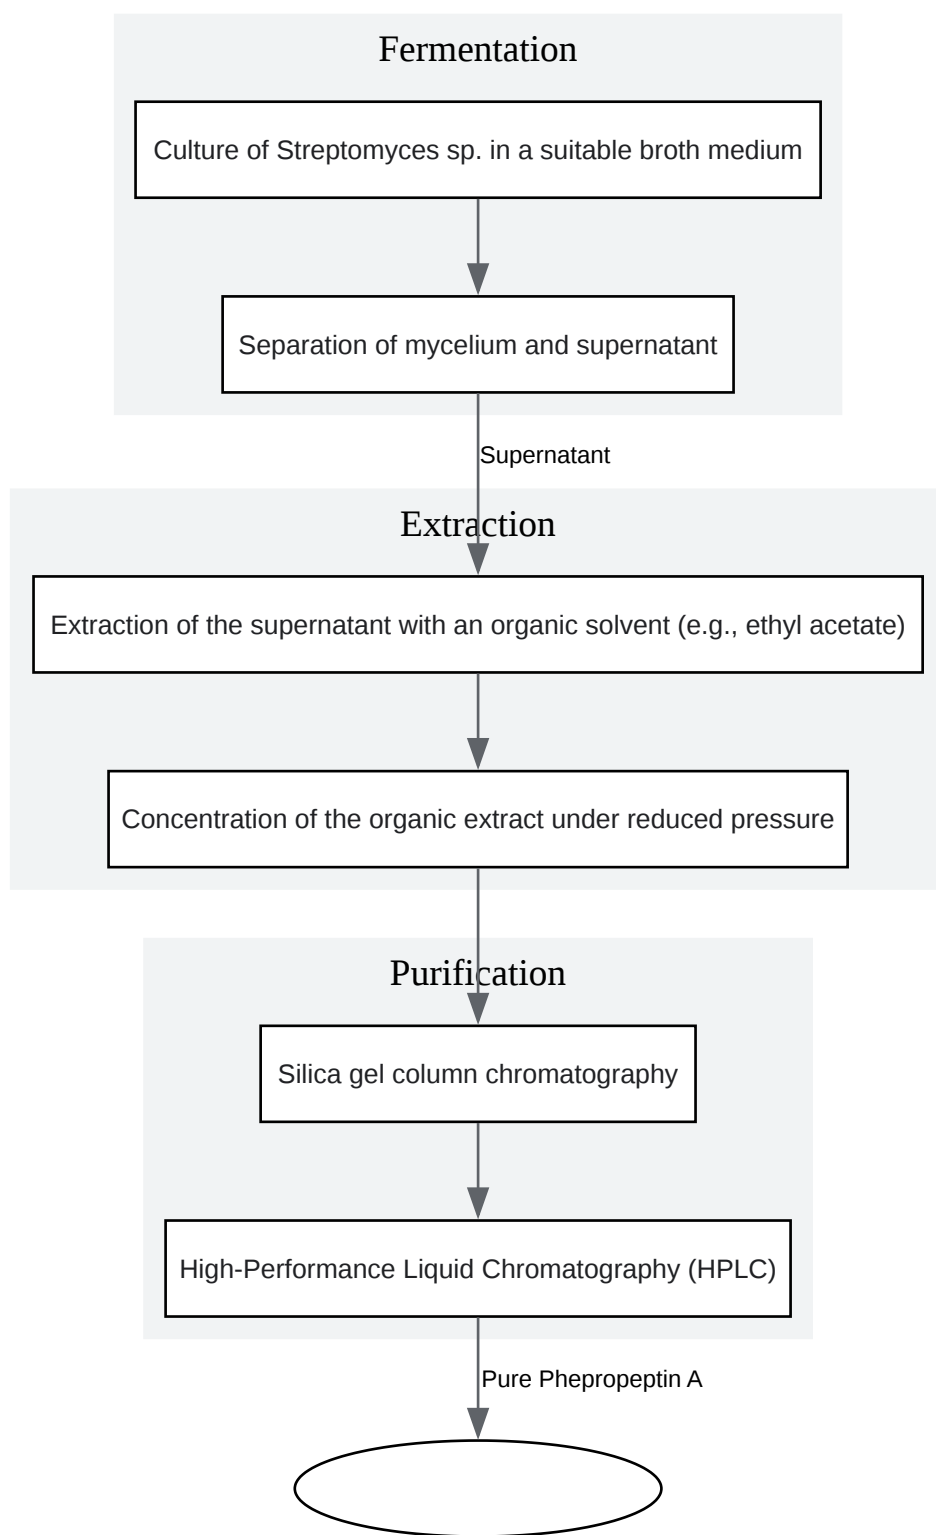 Fermentation
Culture of Streptomyces sp. in a suitable broth medium
Separation of mycelium and supernatant
Supernatant
Extraction
Extraction of the supernatant with an organic solvent (e.g., ethyl acetate)
Concentration of the organic extract under reduced pressure
Purification
Silica gel column chromatography
High-Performance Liquid Chromatography (HPLC)
Pure Phepropeptin A